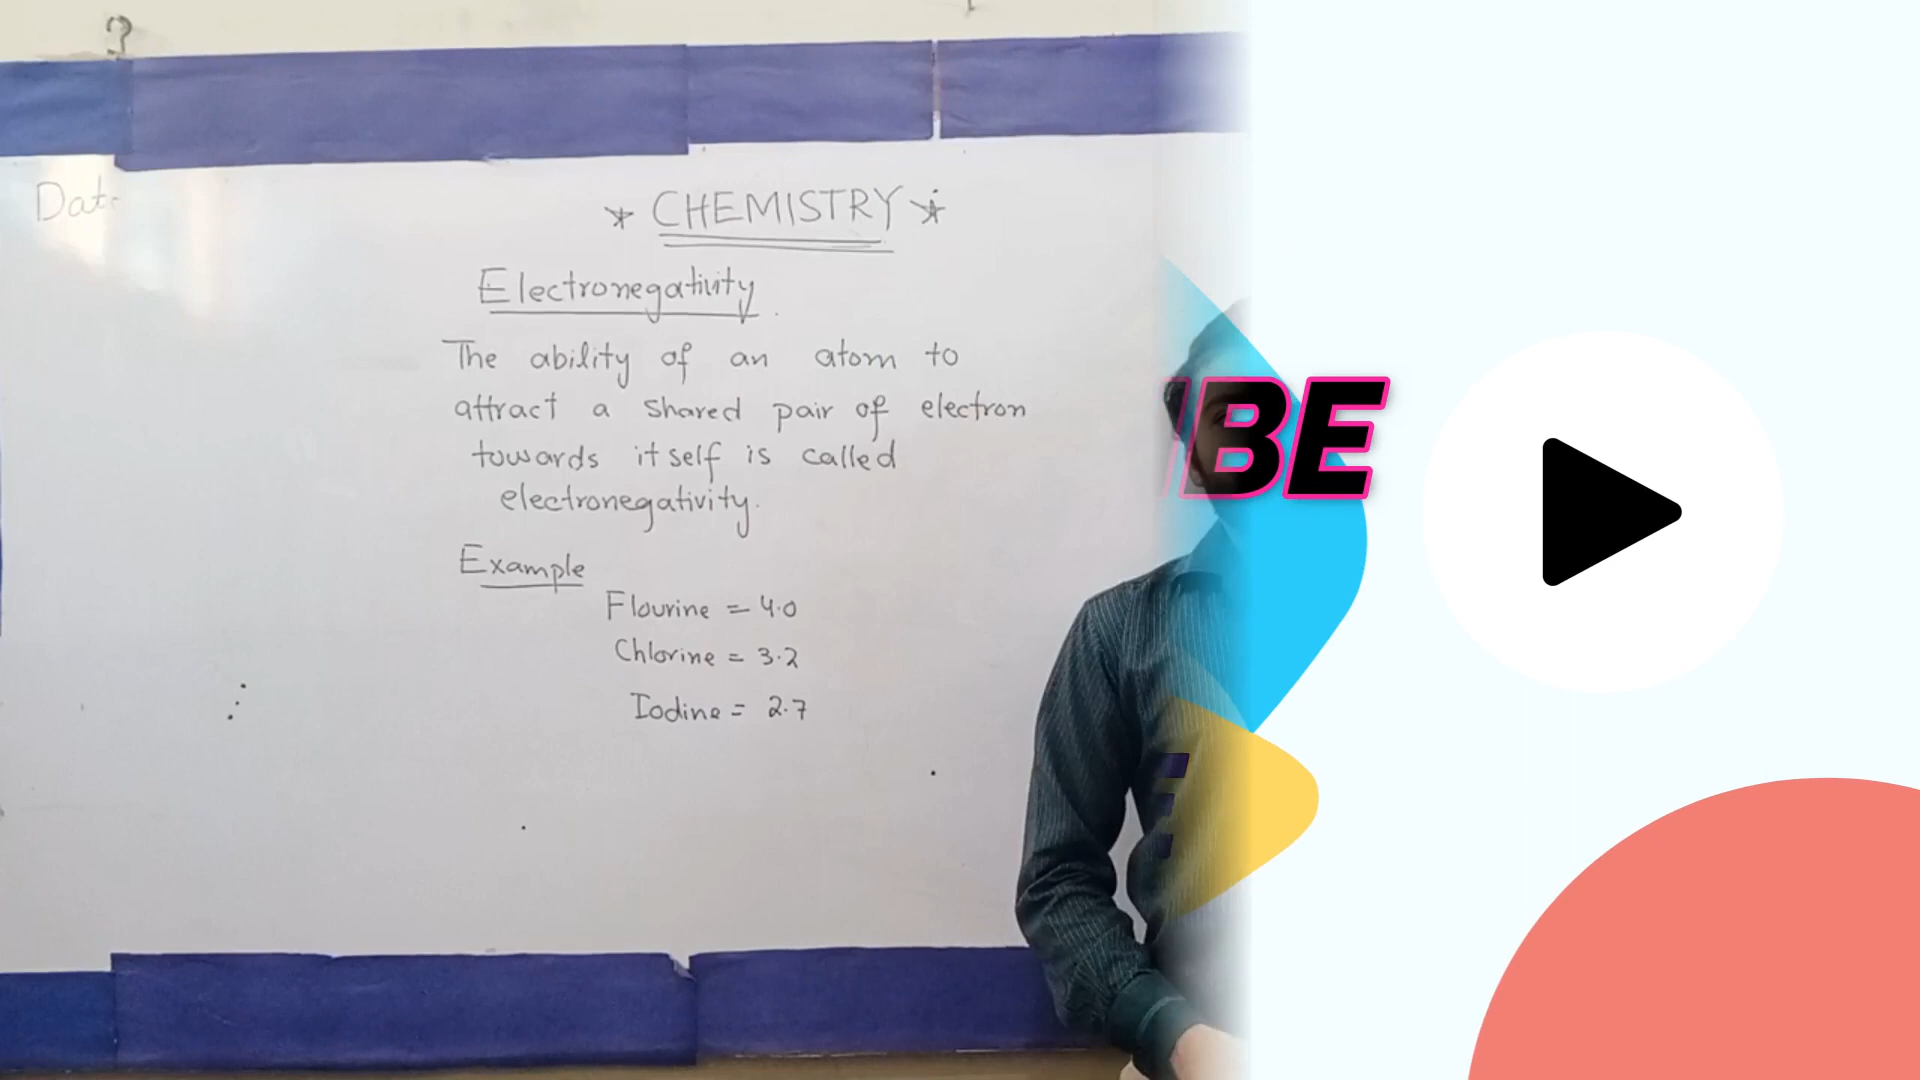 ?
Dat
* CHEMISTRY *
Electronegativity
The ability of an atom to
attract a shared pair of electron
towards itself is called
electronegativity.
Example
Flourine = 4.0
Chlorine = 3.2
Iodine = 2.7
BE